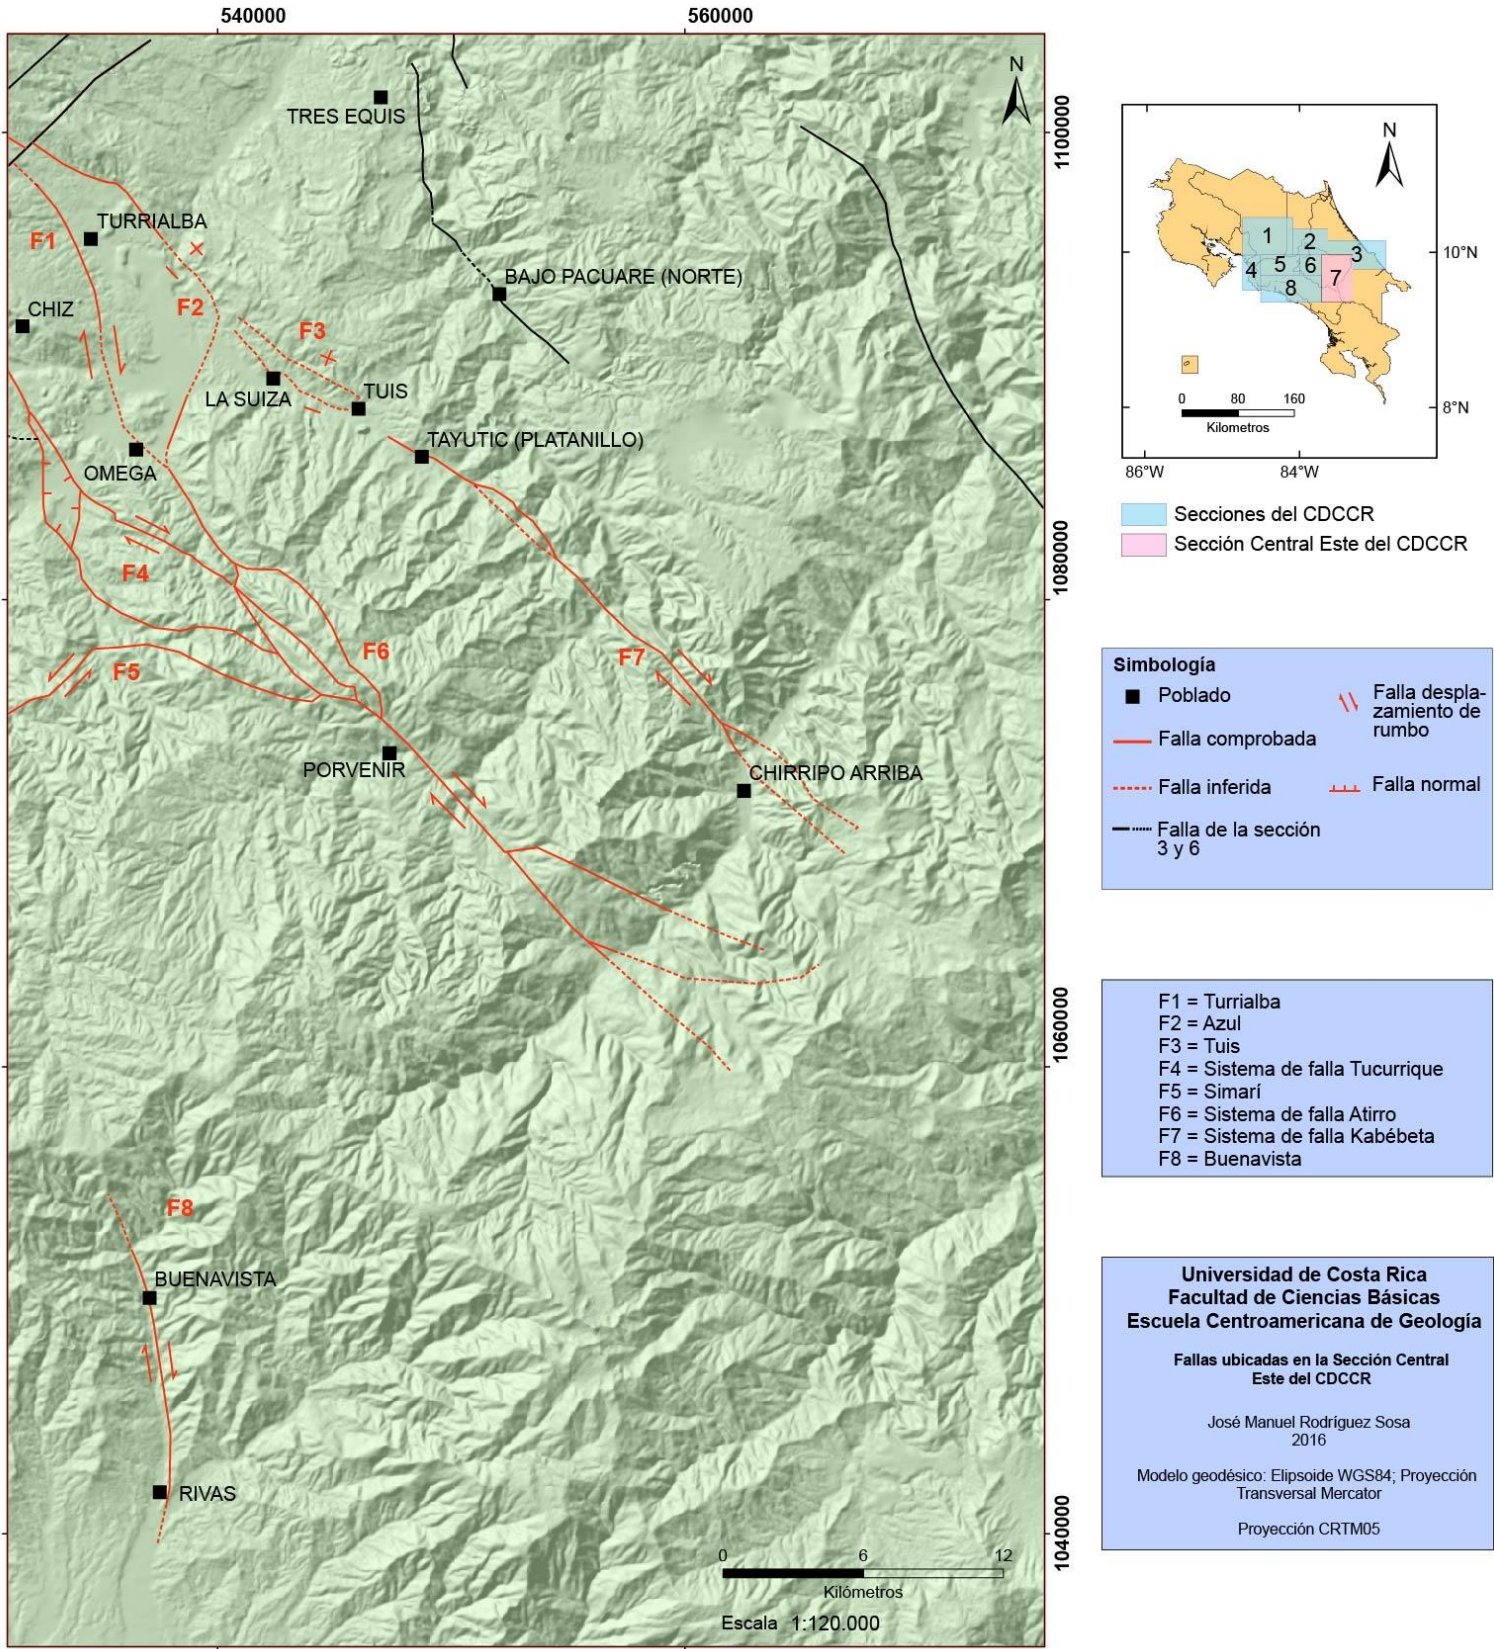 540000
560000
N
TRES EQUIS
1100000
TURRIALBA
F1
BAJO PACUARE (NORTE)
F2
CHIZ
F3
LA SUIZA
TUIS
TAYUTIC (PLATANILLO)
OMEGA
1080000
F4
F6
F5
F7
PORVENIR
CHIRRIPO ARRIBA
1060000
F8
BUENAVISTA
RIVAS
1040000
0 6 12
Kilómetros
Escala 1:120.000
N
1
2
3
4
5
6
7
8
10°N
8°N
0 80 160
Kilometros
86°W
84°W
Secciones del CDCCR
Sección Central Este del CDCCR
Simbología
Poblado
Falla despla-
zamiento de
rumbo
Falla comprobada
Falla inferida
Falla normal
Falla de la sección
3 y 6
F1 = Turrialba
F2 = Azul
F3 = Tuis
F4 = Sistema de falla Tucurrique
F5 = Simarí
F6 = Sistema de falla Atirro
F7 = Sistema de falla Kabébeta
F8 = Buenavista
Universidad de Costa Rica
Facultad de Ciencias Básicas
Escuela Centroamericana de Geología
Fallas ubicadas en la Sección Central
Este del CDCCR
José Manuel Rodríguez Sosa
2016
Modelo geodésico: Elipsoide WGS84; Proyección
Transversal Mercator
Proyección CRTM05